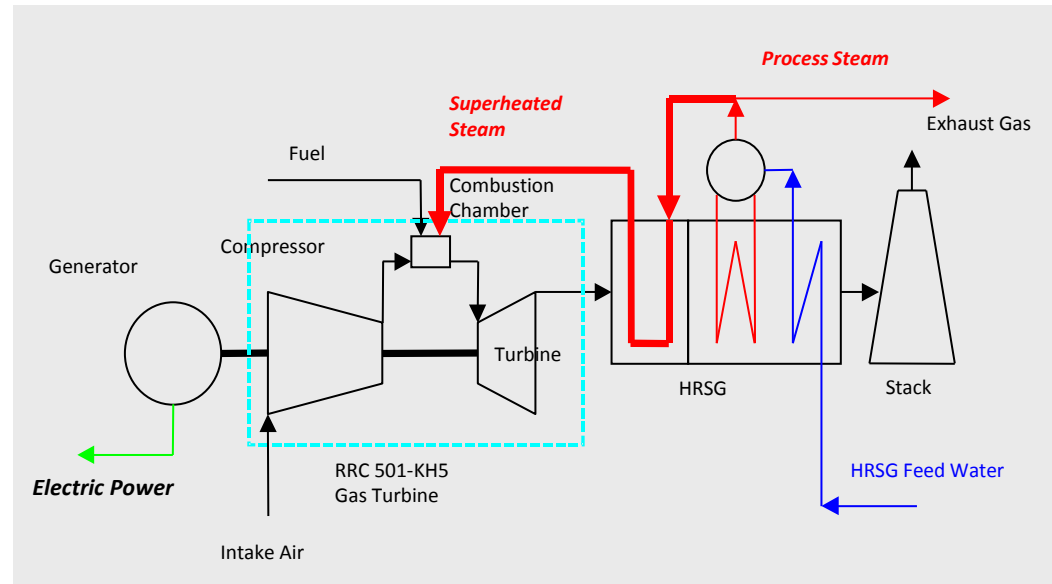 Process Steam
Superheated
Steam
Exhaust Gas
Fuel
Combustion
Chamber
Compressor
Generator
Turbine
HRSG
Stack
RRC 501-KH5
Gas Turbine
HRSG Feed Water
Electric Power
Intake Air